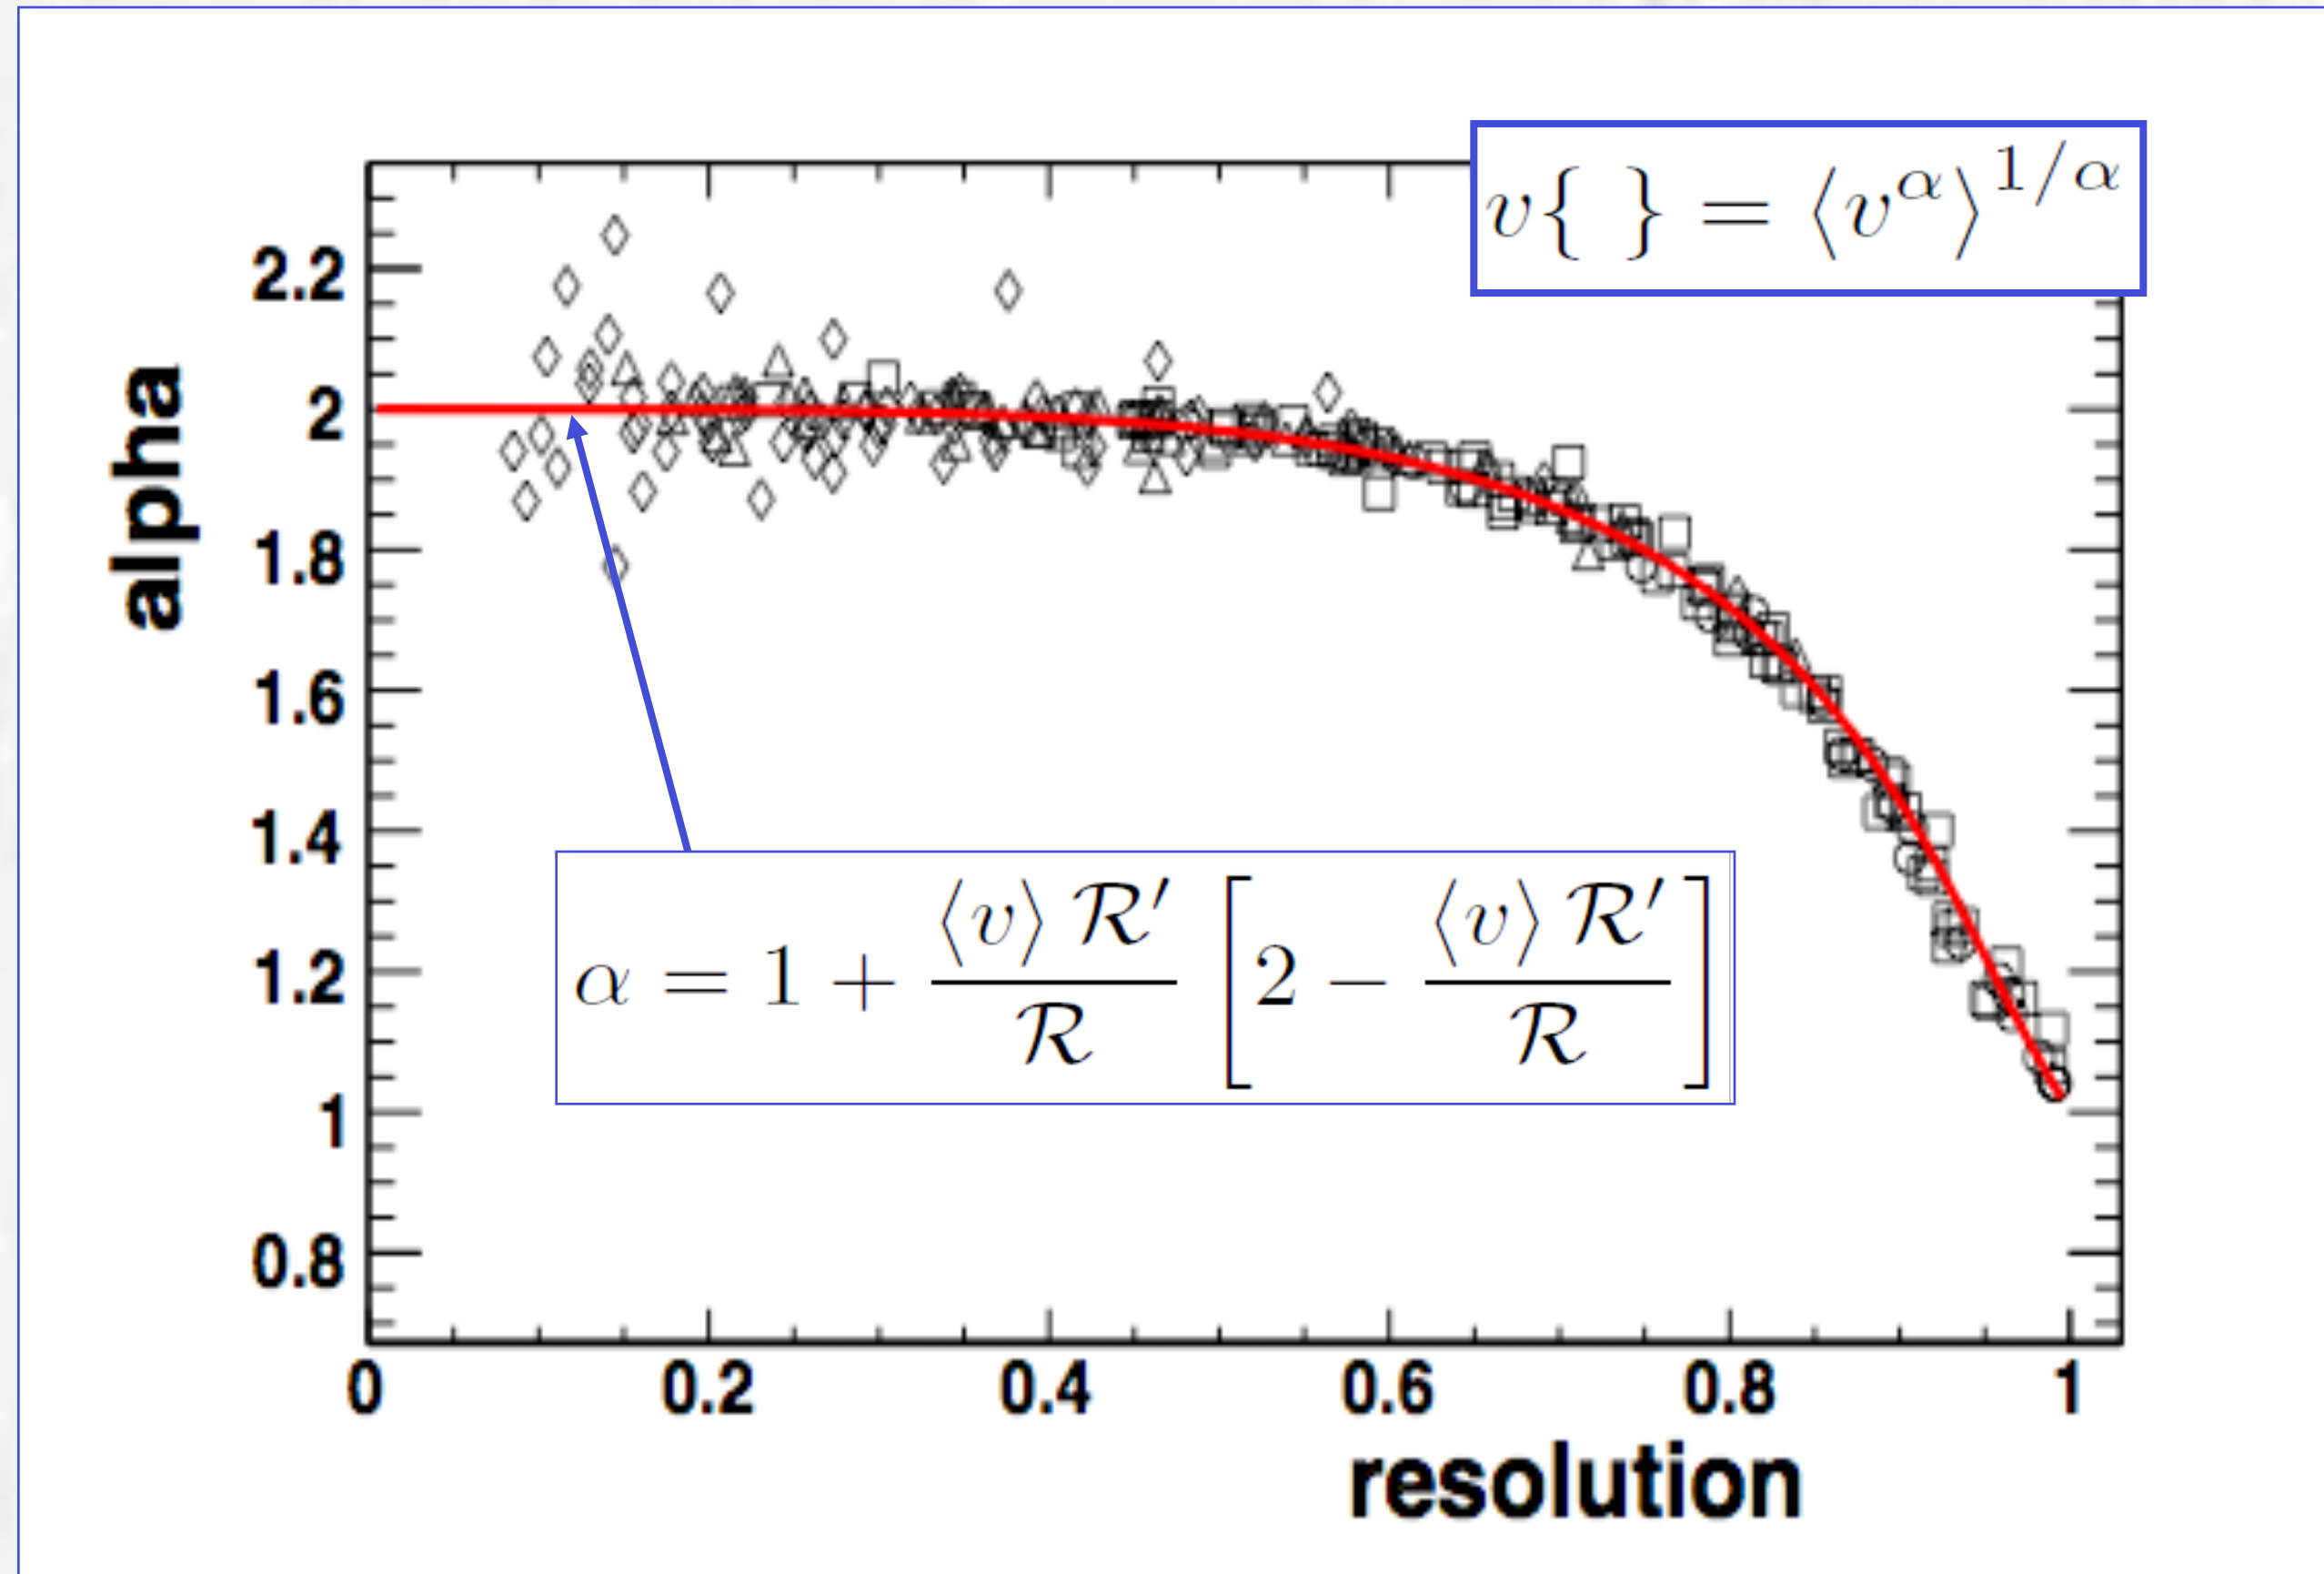 v{ } = ⟨v^α⟩^{1/α}
2.2
2
1.8
1.6
1.4
1.2
1
0.8
alpha
α = 1 + ⟨v⟩ℛ′/ℛ [2 − ⟨v⟩ℛ′/ℛ]
0 0.2 0.4 0.6 0.8 1
resolution